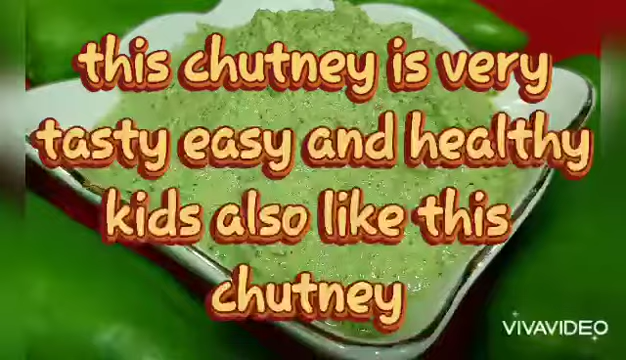 this chutney is very
tasty easy and healthy
kids also like this
chutney
VIVAVIDEO